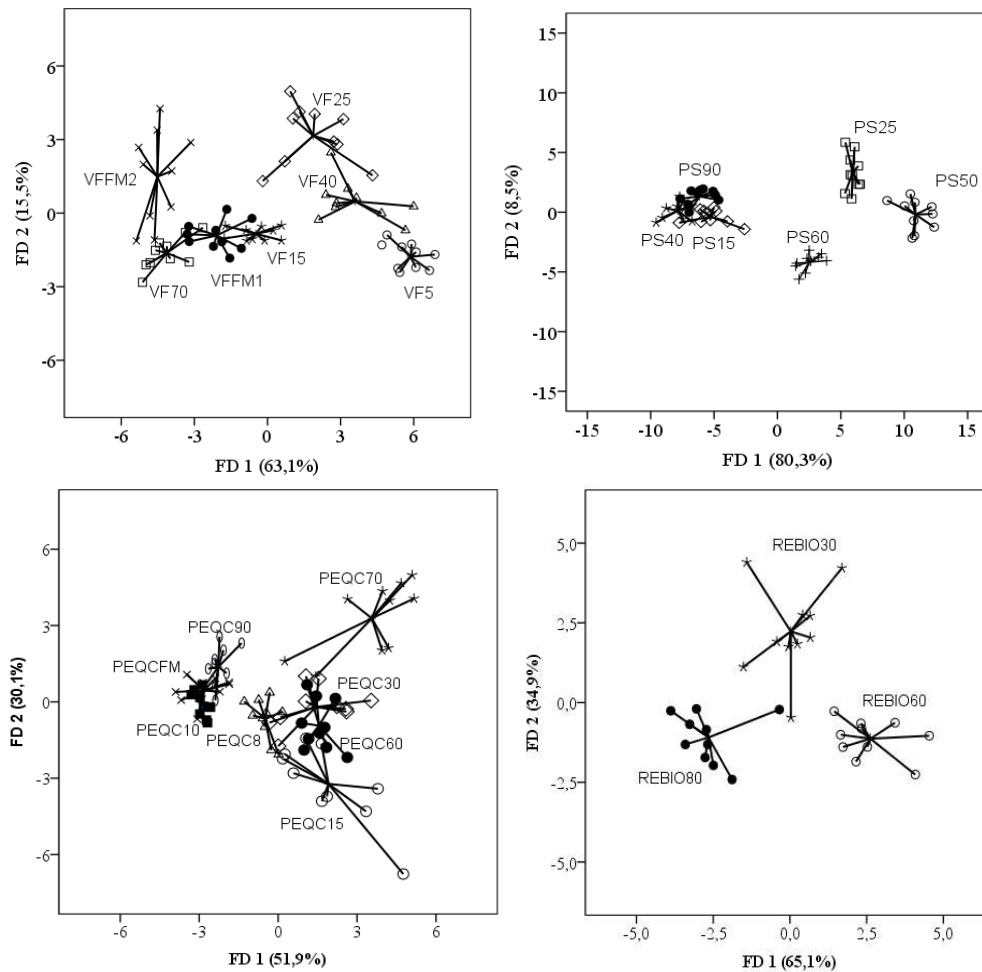 6
3
0
-3
-6
FD 2 (15,5%)
VF25
VFFM2
VF40
VF15
VF70
VFFM1
VF5
-6 -3 0 3 6
FD 1 (63,1%)
15
10
5
0
-5
-10
-15
FD 2 (8,5%)
PS25
PS90
PS50
PS40
PS15
PS60
-15 -10 -5 0 5 10 15
FD 1 (80,3%)
6
3
0
-3
-6
FD 2 (30,1%)
PEQC70
PEQC90
PEQCFM
PEQC30
PEQC10
PEQC8
PEQC60
PEQC15
-6 -3 0 3 6
FD 1 (51,9%)
5,0
2,5
0,0
-2,5
-5,0
FD 2 (34,9%)
REBIO30
REBIO60
REBIO80
-5,0 -2,5 0,0 2,5 5,0
FD 1 (65,1%)